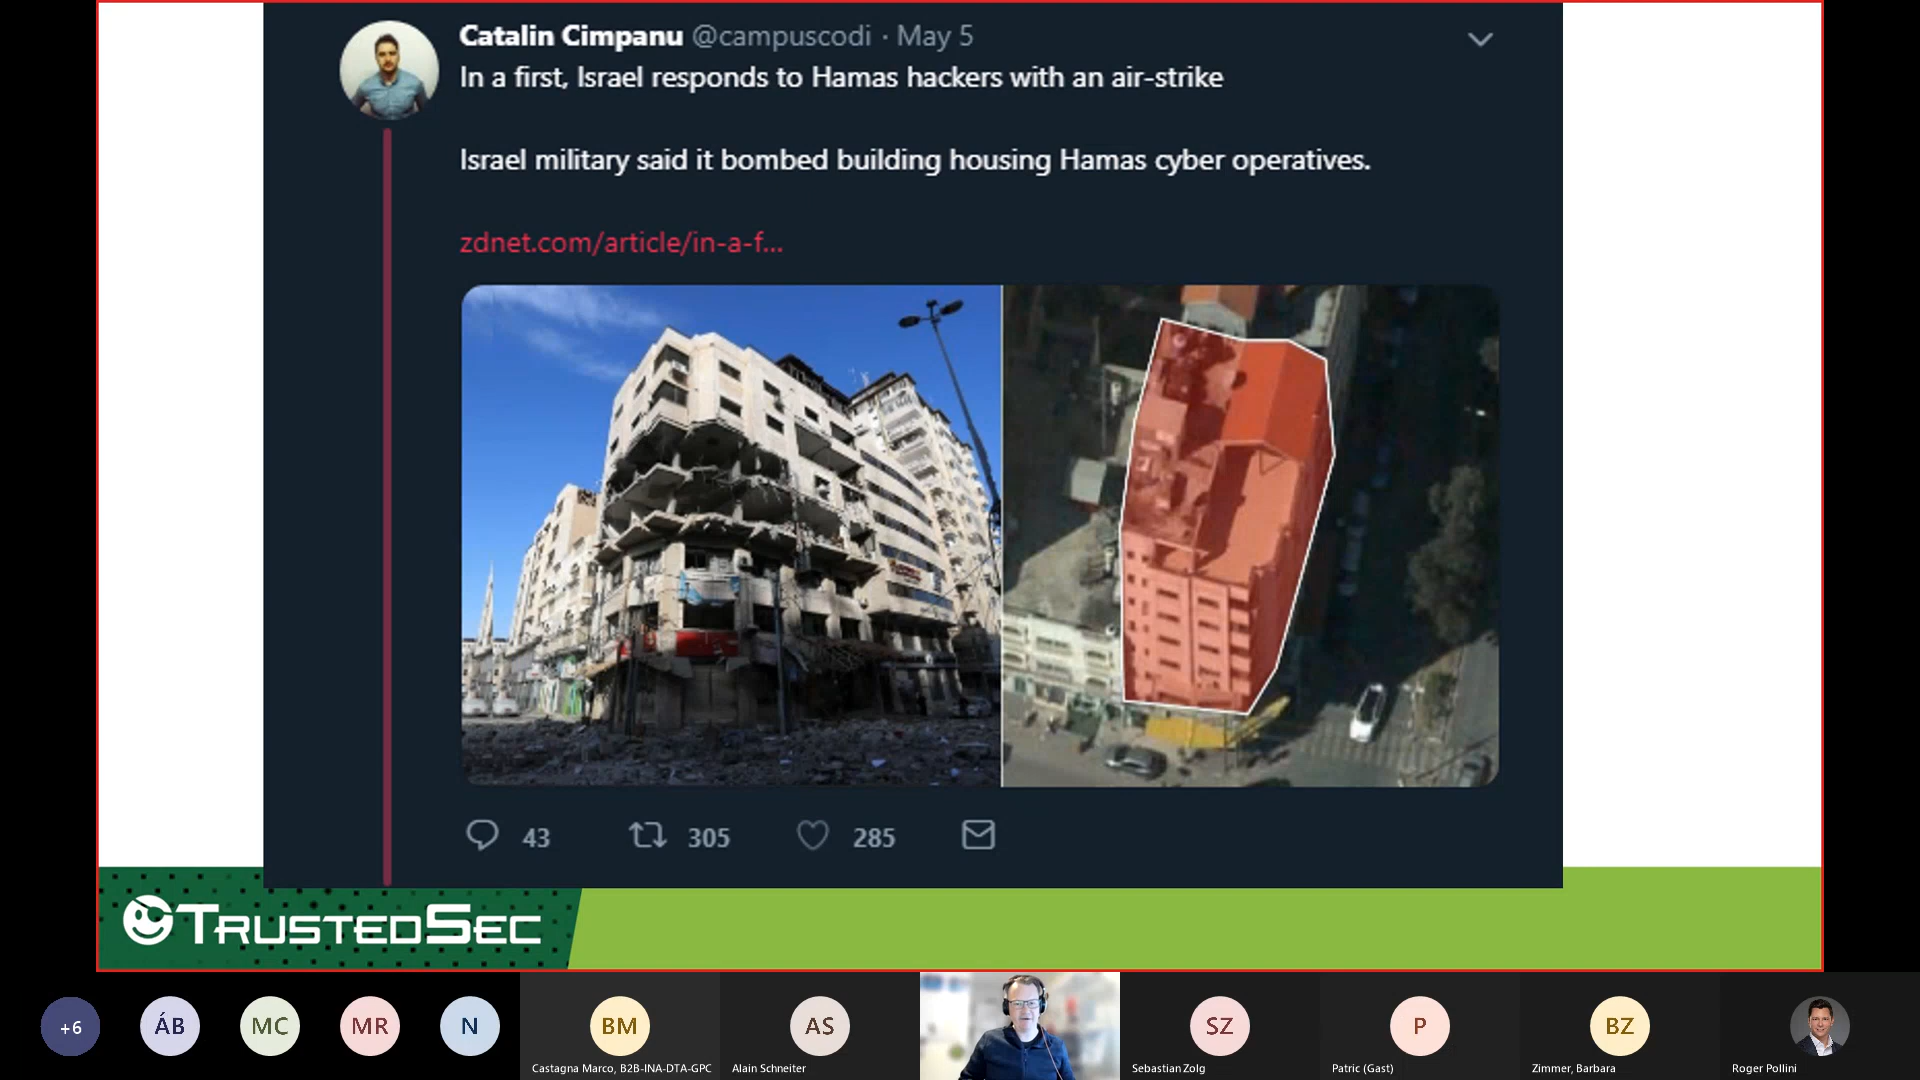 Catalin Cimpanu @campuscodi · May 5
In a first, Israel responds to Hamas hackers with an air-strike
Israel military said it bombed building housing Hamas cyber operatives.
zdnet.com/article/in-a-f...
43 305 285
TRUSTEDSEC
+6 ÁB MC MR N BM AS SZ P BZ
Castagna Marco, B2B-INA-DTA-GPC Alain Schneiter Sebastian Zolg Patric (Gast) Zimmer, Barbara Roger Pollini